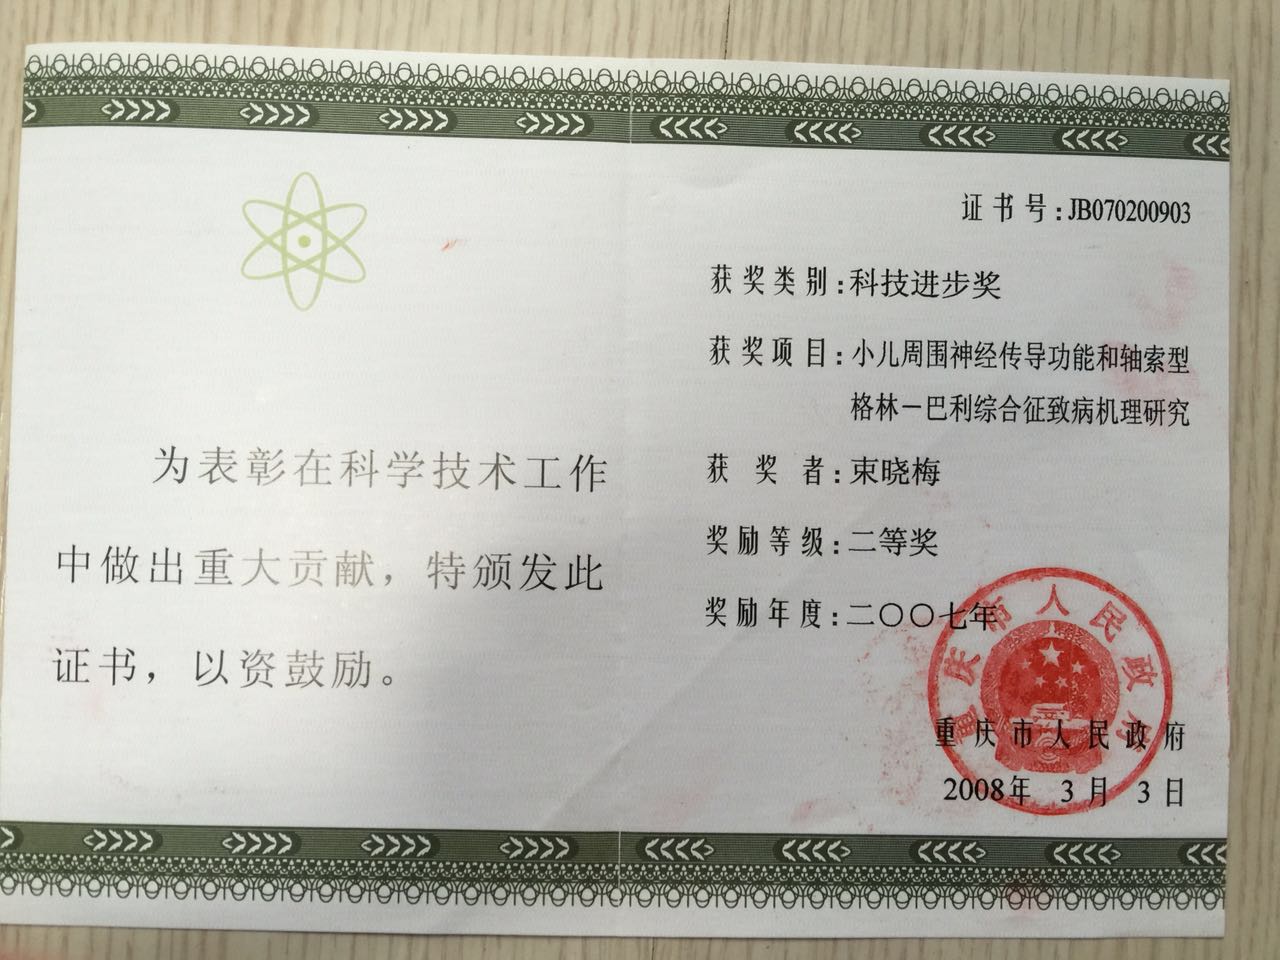 为表彰在科学技术工作
中做出重大贡献，特颁发此
证书，以资鼓励。
证书号：JB070200903
获奖类别：科技进步奖
获奖项目：小儿周围神经传导功能和轴索型
格林－巴利综合征致病机理研究
获奖者：束晓梅
奖励等级：二等奖
奖励年度：二〇〇七年
重庆市人民政府
重庆市人民政府
2008年 3月 3日